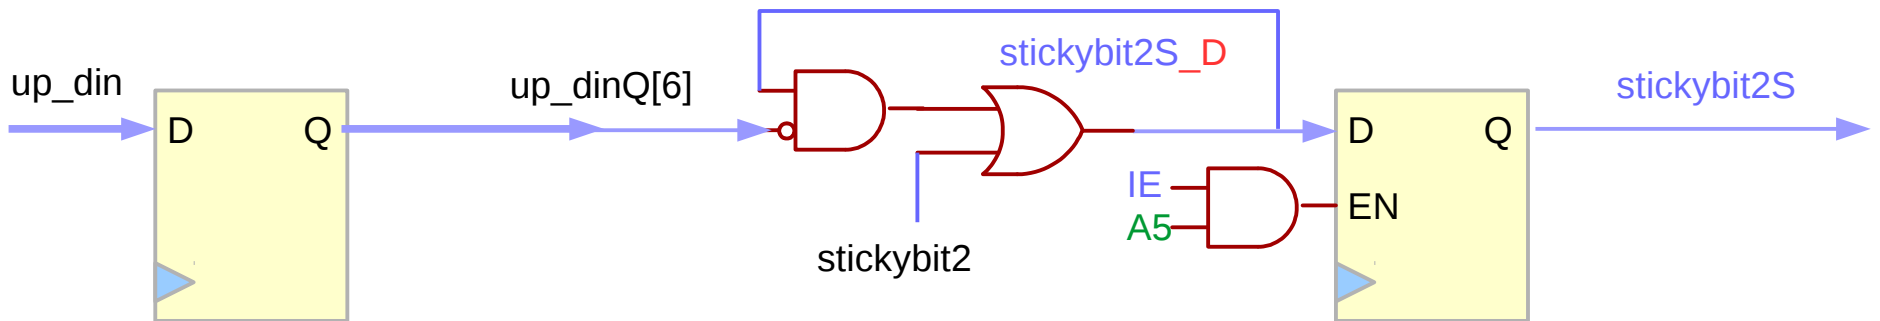 up_din
D
Q
up_dinQ[6]
stickybit2
stickybit2S_D
IE
A5
D
Q
EN
stickybit2S